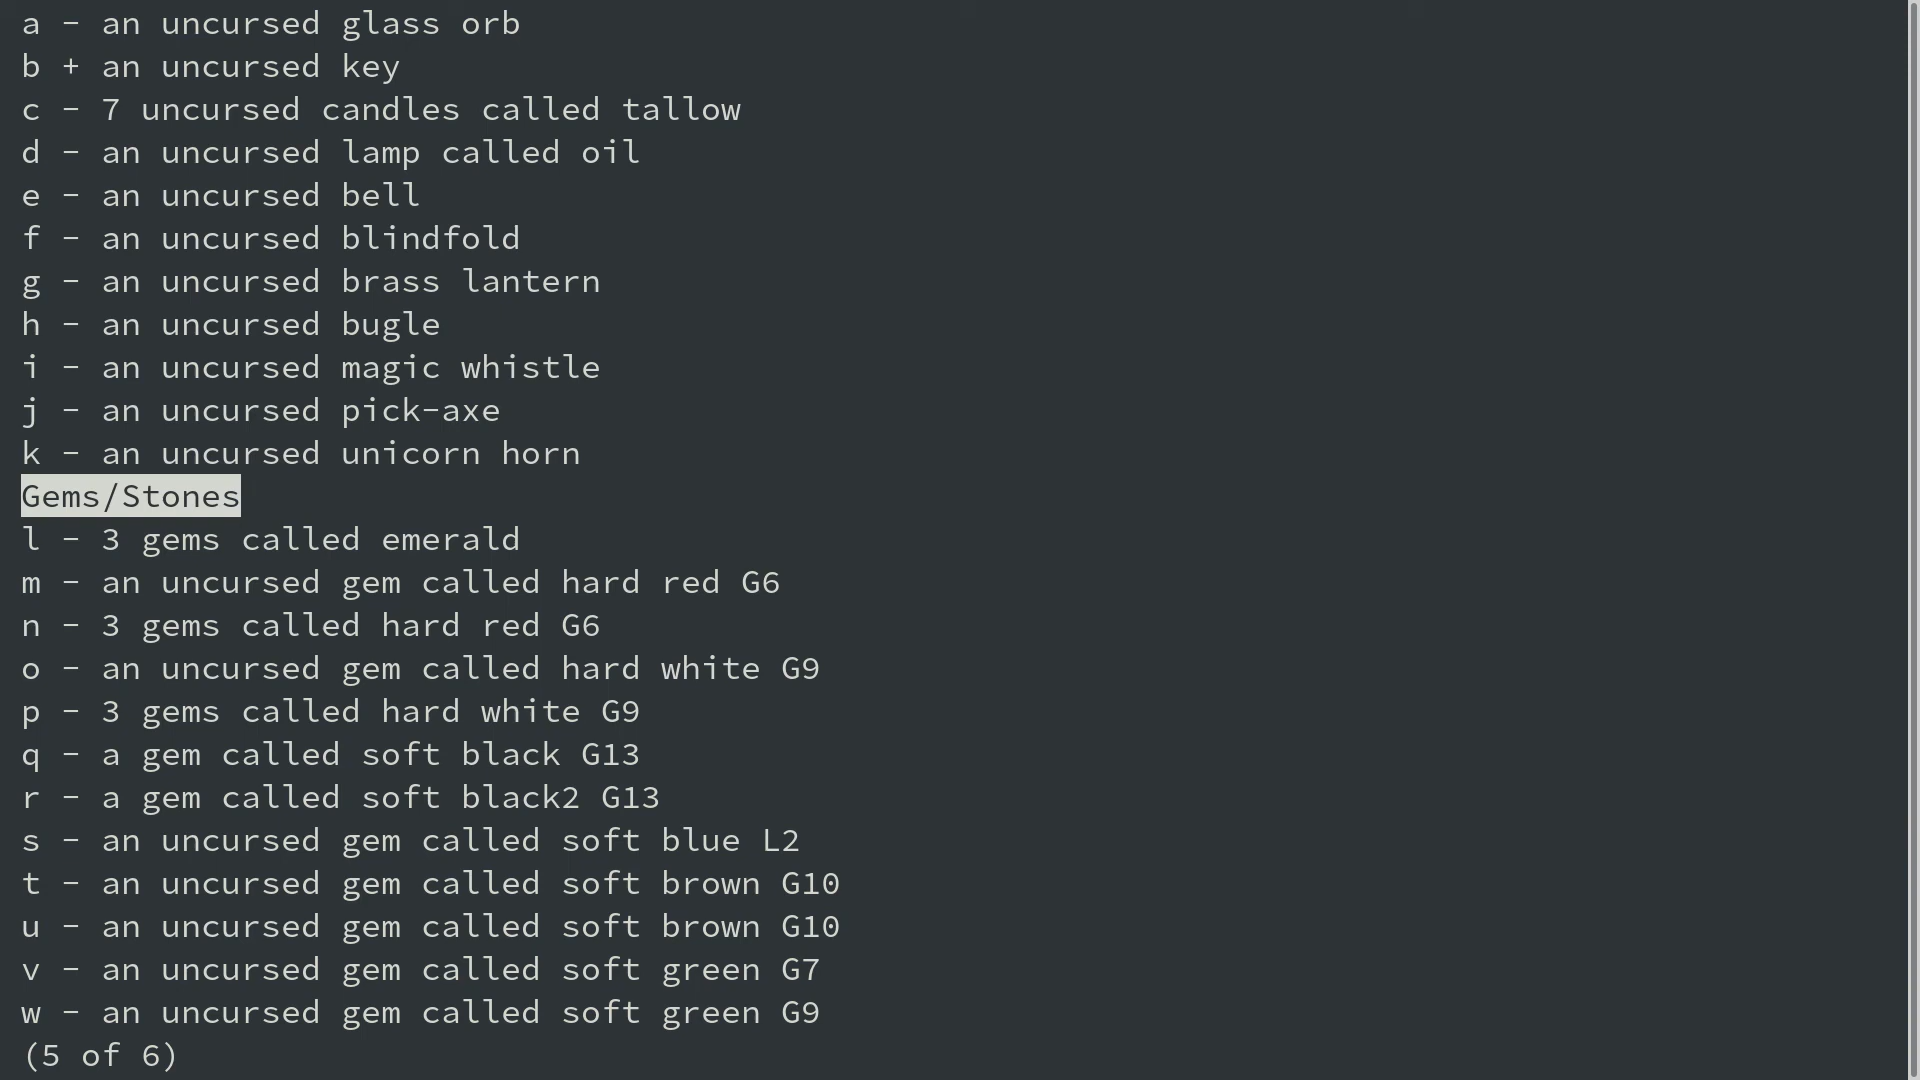 a - an uncursed glass orb
b + an uncursed key
c - 7 uncursed candles called tallow
d - an uncursed lamp called oil
e - an uncursed bell
f - an uncursed blindfold
g - an uncursed brass lantern
h - an uncursed bugle
i - an uncursed magic whistle
j - an uncursed pick-axe
k - an uncursed unicorn horn
Gems/Stones
l - 3 gems called emerald
m - an uncursed gem called hard red G6
n - 3 gems called hard red G6
o - an uncursed gem called hard white G9
p - 3 gems called hard white G9
q - a gem called soft black G13
r - a gem called soft black2 G13
s - an uncursed gem called soft blue L2
t - an uncursed gem called soft brown G10
u - an uncursed gem called soft brown G10
v - an uncursed gem called soft green G7
w - an uncursed gem called soft green G9
(5 of 6)